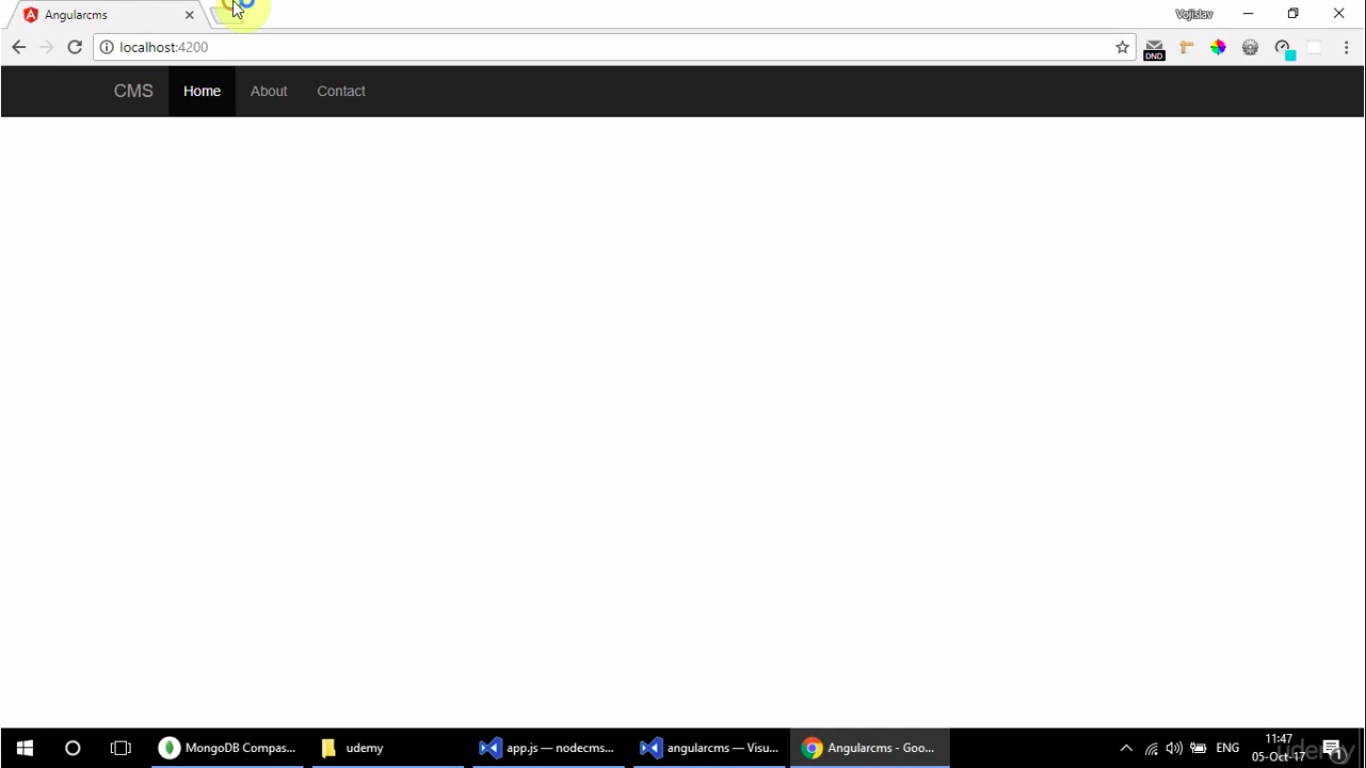 Angularcms
Vojislav
localhost:4200
DND
CMS Home About Contact
MongoDB Compas...
udemy
app.js — nodecms...
angularcms — Visu...
Angularcms - Goo...
ENG
11:47
05-Oct-17
1
udemy